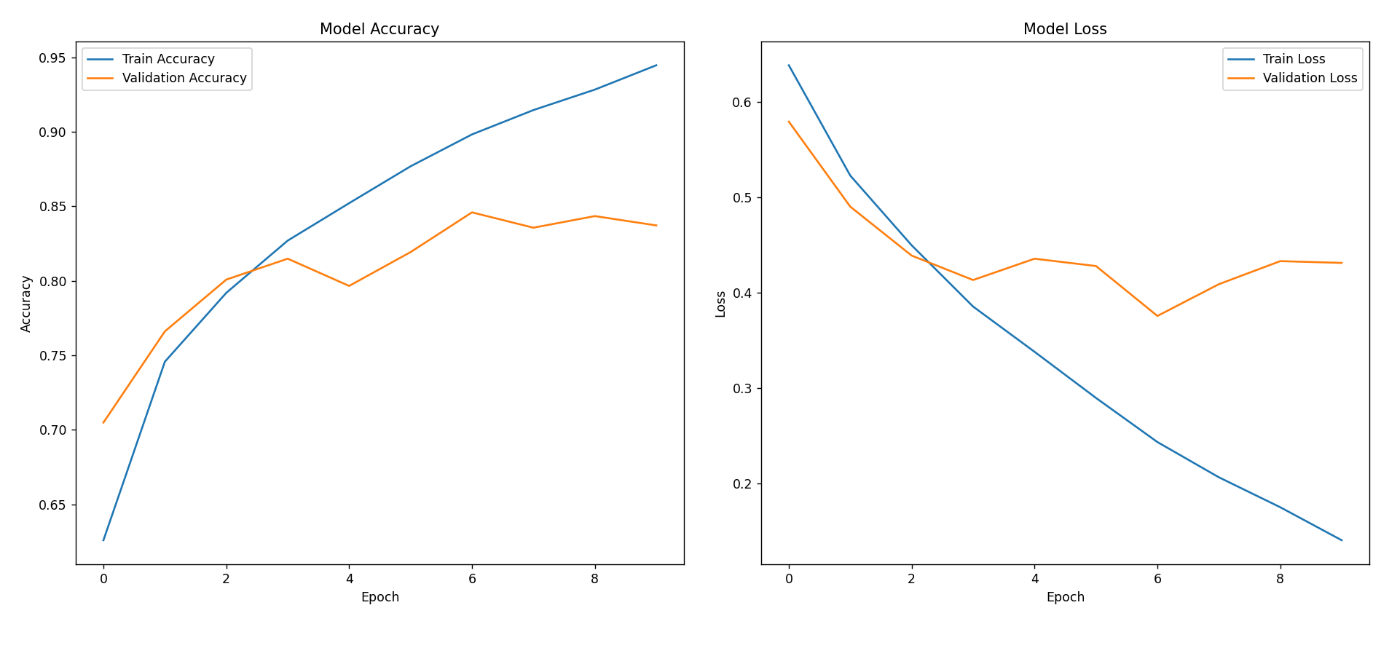 Model Accuracy
Train Accuracy
Validation Accuracy
0.95
0.90
0.85
0.80
0.75
0.70
0.65
Accuracy
0 2 4 6 8
Epoch
Model Loss
Train Loss
Validation Loss
0.6
0.5
0.4
0.3
0.2
Loss
0 2 4 6 8
Epoch